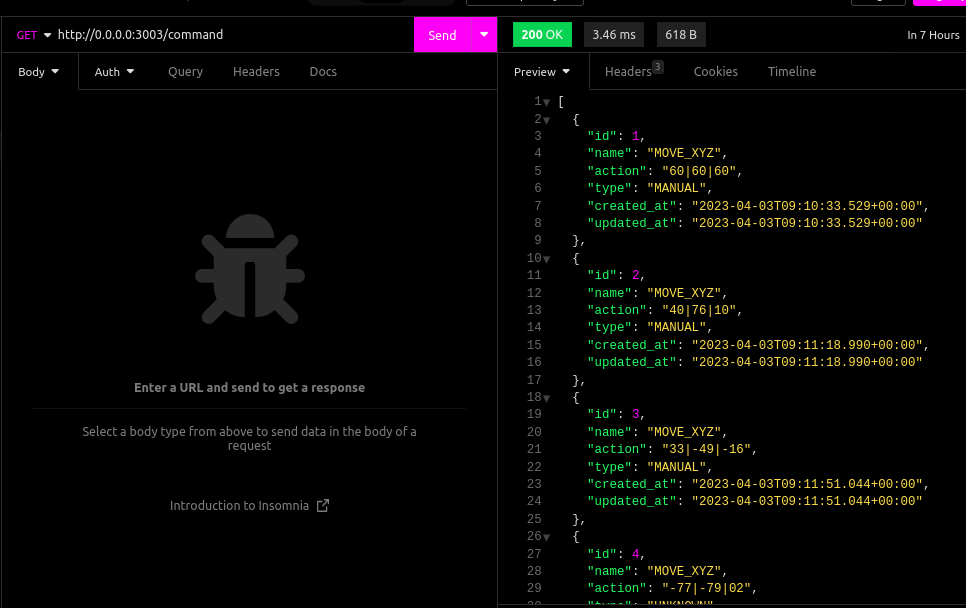 GET http://0.0.0.0:3003/command Send
Body Auth Query Headers Docs
Enter a URL and send to get a response
Select a body type from above to send data in the body of a
request
Introduction to Insomnia
200 OK 3.46 ms 618 B In 7 Hours
Preview Headers 3 Cookies Timeline
1 [
2 {
3 "id": 1,
4 "name": "MOVE_XYZ",
5 "action": "60|60|60",
6 "type": "MANUAL",
7 "created_at": "2023-04-03T09:10:33.529+00:00",
8 "updated_at": "2023-04-03T09:10:33.529+00:00"
9 },
10 {
11 "id": 2,
12 "name": "MOVE_XYZ",
13 "action": "40|76|10",
14 "type": "MANUAL",
15 "created_at": "2023-04-03T09:11:18.990+00:00",
16 "updated_at": "2023-04-03T09:11:18.990+00:00"
17 },
18 {
19 "id": 3,
20 "name": "MOVE_XYZ",
21 "action": "33|-49|-16",
22 "type": "MANUAL",
23 "created_at": "2023-04-03T09:11:51.044+00:00",
24 "updated_at": "2023-04-03T09:11:51.044+00:00"
25 },
26 {
27 "id": 4,
28 "name": "MOVE_XYZ",
29 "action": "-77|-79|02",